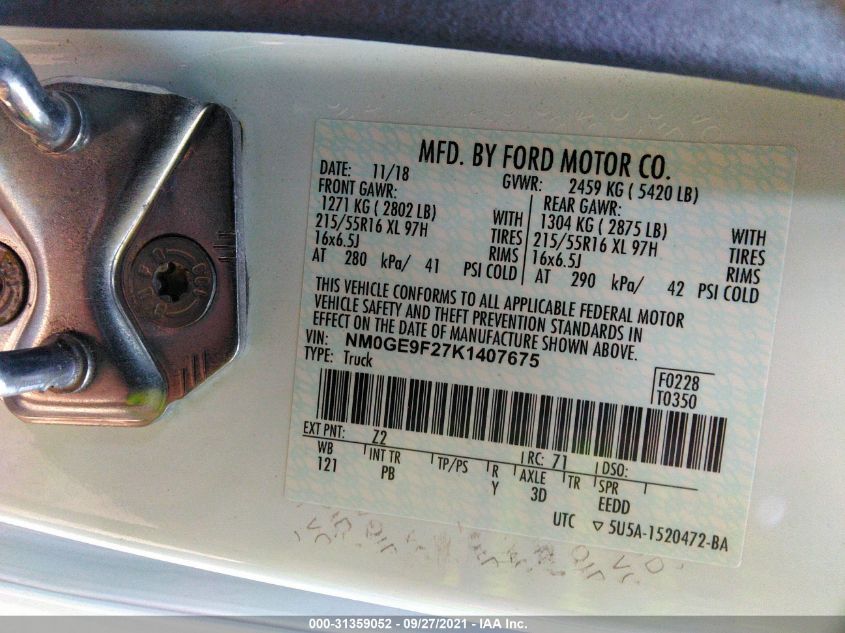 MFD. BY FORD MOTOR CO.
DATE: 11/18 GVWR: 2459 KG ( 5420 LB)
FRONT GAWR: REAR GAWR:
1271 KG ( 2802 LB) WITH 1304 KG ( 2875 LB) WITH
215/55R16 XL 97H TIRES 215/55R16 XL 97H TIRES
16x6.5J RIMS 16x6.5J RIMS
AT 280 kPa/ 41 PSI COLD AT 290 kPa/ 42 PSI COLD
THIS VEHICLE CONFORMS TO ALL APPLICABLE FEDERAL MOTOR
VEHICLE SAFETY AND THEFT PREVENTION STANDARDS IN
EFFECT ON THE DATE OF MANUFACTURE SHOWN ABOVE.
VIN: NM0GE9F27K1407675
TYPE: Truck
F0228
T0350
EXT PNT: Z2 RC: 71 DSO:
WB INT TR TP/PS R AXLE TR SPR
121 PB Y 3D EEDD
UTC ▽ 5U5A-1520472-BA
000-31359052 - 09/27/2021 - IAA Inc.